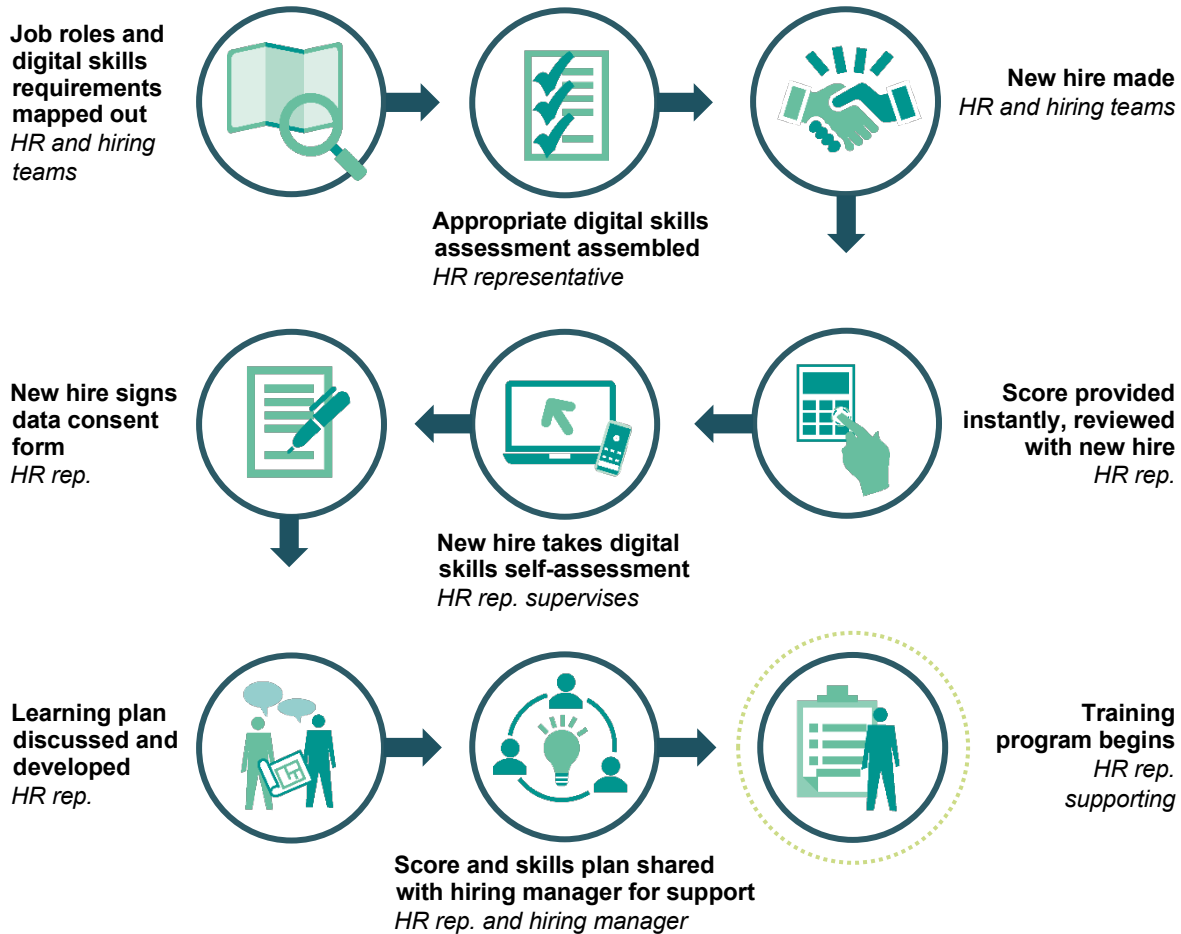 Job roles and
digital skills
requirements
mapped out
HR and hiring
teams
Appropriate digital skills
assessment assembled
HR representative
New hire made
HR and hiring teams
New hire signs
data consent
form
HR rep.
New hire takes digital
skills self-assessment
HR rep. supervises
Score provided
instantly, reviewed
with new hire
HR rep.
Learning plan
discussed and
developed
HR rep.
Score and skills plan shared
with hiring manager for support
HR rep. and hiring manager
Training
program begins
HR rep.
supporting